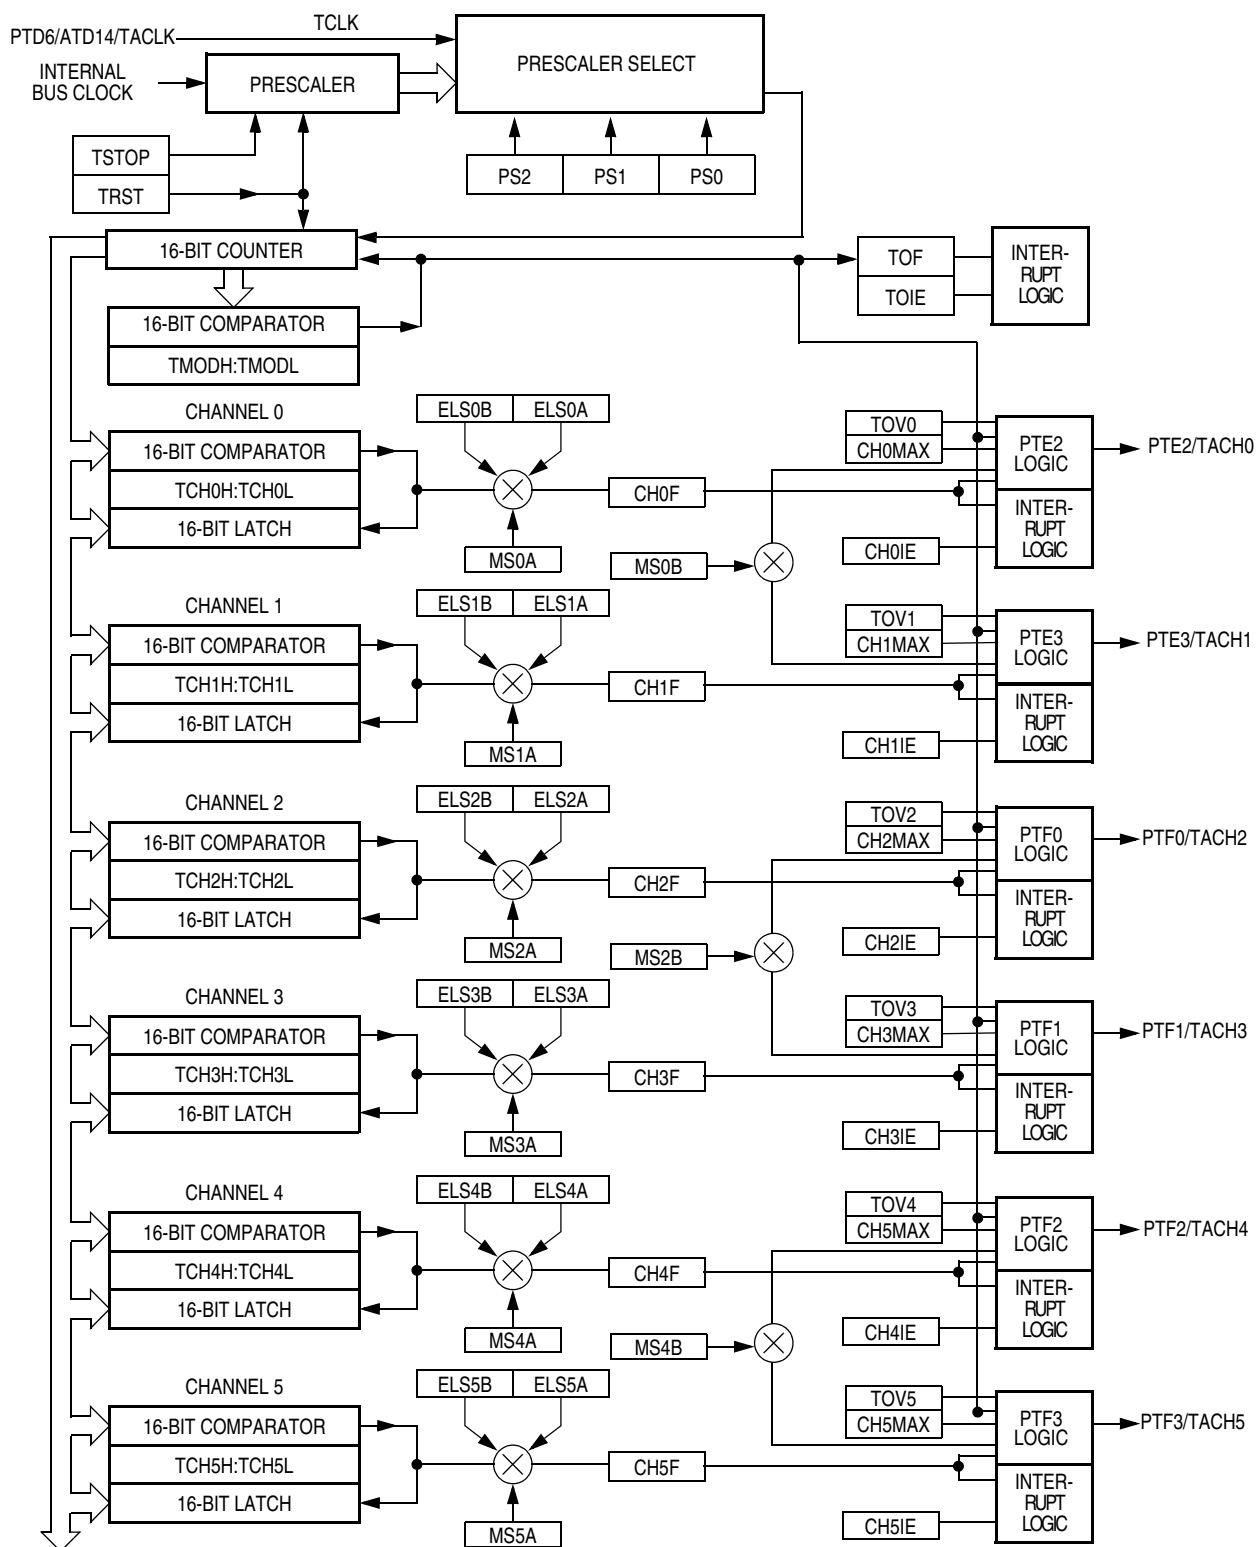 TCLK
PTD6/ATD14/TACLK
PRESCALER SELECT
INTERNAL
BUS CLOCK
PRESCALER
TSTOP
TRST
PS2
PS1
PS0
16-BIT COUNTER
TOF
TOIE
INTER-
RUPT
LOGIC
16-BIT COMPARATOR
TMODH:TMODL
CHANNEL 0
ELS0B
ELS0A
TOV0
CH0MAX
16-BIT COMPARATOR
TCH0H:TCH0L
16-BIT LATCH
CH0F
PTE2
LOGIC
PTE2/TACH0
INTER-
RUPT
LOGIC
MS0A
MS0B
CH0IE
CHANNEL 1
ELS1B
ELS1A
TOV1
CH1MAX
16-BIT COMPARATOR
TCH1H:TCH1L
16-BIT LATCH
CH1F
PTE3
LOGIC
PTE3/TACH1
INTER-
RUPT
LOGIC
MS1A
CH1IE
CHANNEL 2
ELS2B
ELS2A
TOV2
CH2MAX
16-BIT COMPARATOR
TCH2H:TCH2L
16-BIT LATCH
CH2F
PTF0
LOGIC
PTF0/TACH2
INTER-
RUPT
LOGIC
MS2A
MS2B
CH2IE
CHANNEL 3
ELS3B
ELS3A
TOV3
CH3MAX
16-BIT COMPARATOR
TCH3H:TCH3L
16-BIT LATCH
CH3F
PTF1
LOGIC
PTF1/TACH3
INTER-
RUPT
LOGIC
MS3A
CH3IE
CHANNEL 4
ELS4B
ELS4A
TOV4
CH5MAX
16-BIT COMPARATOR
TCH4H:TCH4L
16-BIT LATCH
CH4F
PTF2
LOGIC
PTF2/TACH4
INTER-
RUPT
LOGIC
MS4A
MS4B
CH4IE
CHANNEL 5
ELS5B
ELS5A
TOV5
CH5MAX
16-BIT COMPARATOR
TCH5H:TCH5L
16-BIT LATCH
CH5F
PTF3
LOGIC
PTF3/TACH5
INTER-
RUPT
LOGIC
MS5A
CH5IE